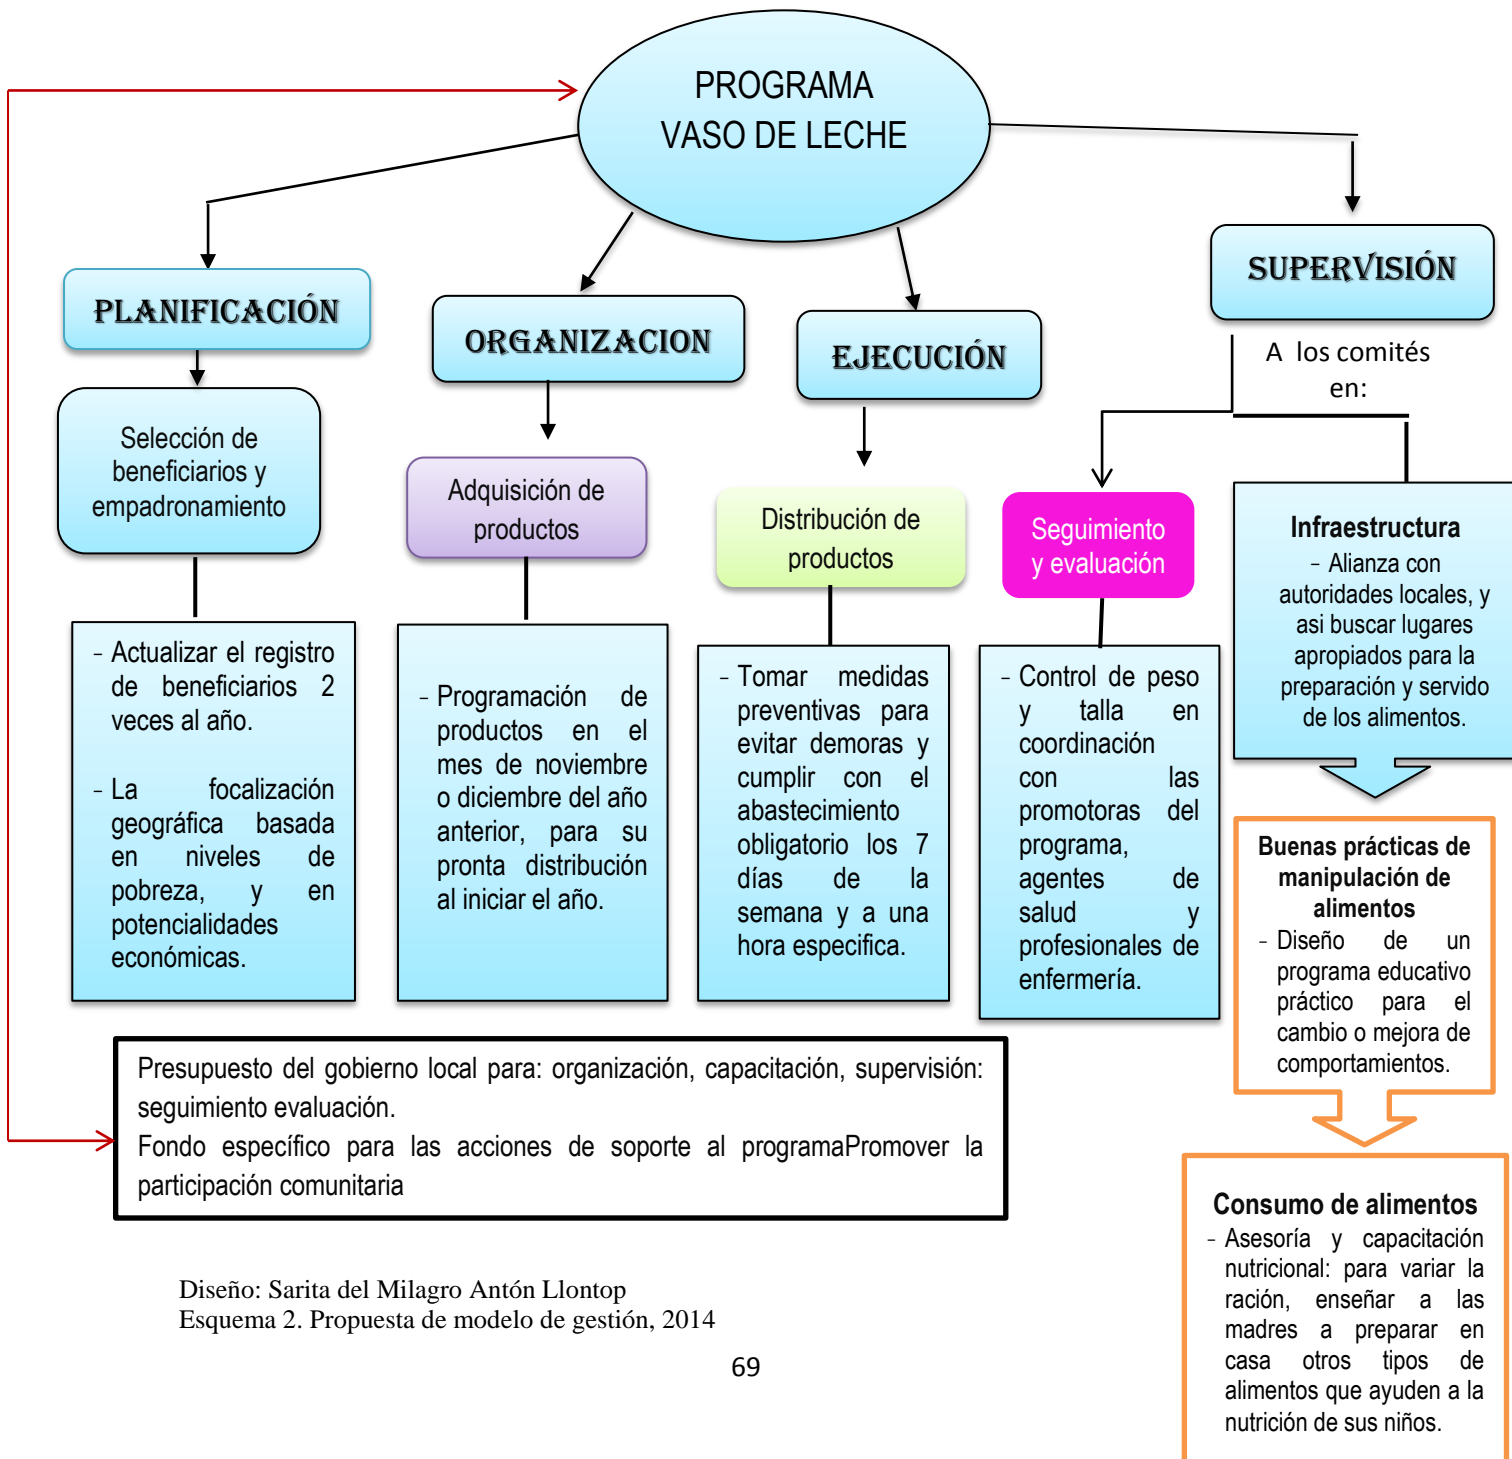 PROGRAMA
VASO DE LECHE
PLANIFICACIÓN
Selección de
beneficiarios y
empadronamiento
- Actualizar el registro
de beneficiarios 2
veces al año.
- La focalización
geográfica basada
en niveles de
pobreza, y en
potencialidades
económicas.
ORGANIZACION
Adquisición de
productos
- Programación de
productos en el
mes de noviembre
o diciembre del año
anterior, para su
pronta distribución
al iniciar el año.
EJECUCIÓN
Distribución de
productos
- Tomar medidas
preventivas para
evitar demoras y
cumplir con el
abastecimiento
obligatorio los 7
días de la
semana y a una
hora especifica.
SUPERVISIÓN
A los comités
en:
Seguimiento
y evaluación
- Control de peso
y talla en
coordinación
con las
promotoras del
programa,
agentes de
salud y
profesionales de
enfermería.
Infraestructura
- Alianza con
autoridades locales, y
asi buscar lugares
apropiados para la
preparación y servido
de los alimentos.
Buenas prácticas de
manipulación de
alimentos
- Diseño de un
programa educativo
práctico para el
cambio o mejora de
comportamientos.
Consumo de alimentos
- Asesoría y capacitación
nutricional: para variar la
ración, enseñar a las
madres a preparar en
casa otros tipos de
alimentos que ayuden a la
nutrición de sus niños.
Presupuesto del gobierno local para: organización, capacitación, supervisión:
seguimiento evaluación.
Fondo específico para las acciones de soporte al programaPromover la
participación comunitaria
Diseño: Sarita del Milagro Antón Llontop
Esquema 2. Propuesta de modelo de gestión, 2014
69